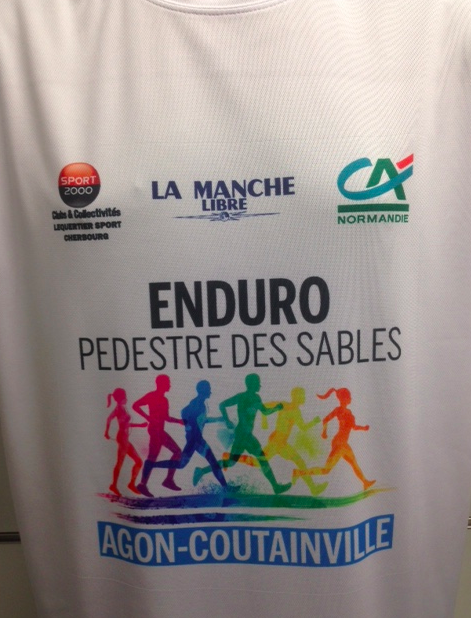 SPORT
2000
Clubs & Collectivités
LEQUERTIER SPORT
CHERBOURG
LA MANCHE
LIBRE
CA
NORMANDIE
ENDURO
PEDESTRE DES SABLES
AGON-COUTAINVILLE